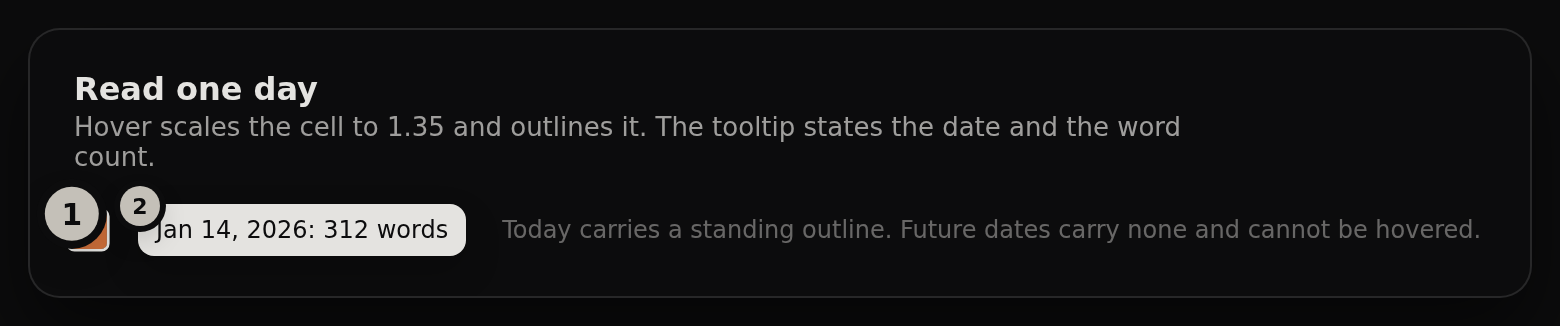 Read one day
Hover scales the cell to 1.35 and outlines it. The tooltip states the date and the word
count.
1
2
Jan 14, 2026: 312 words
Today carries a standing outline. Future dates carry none and cannot be hovered.